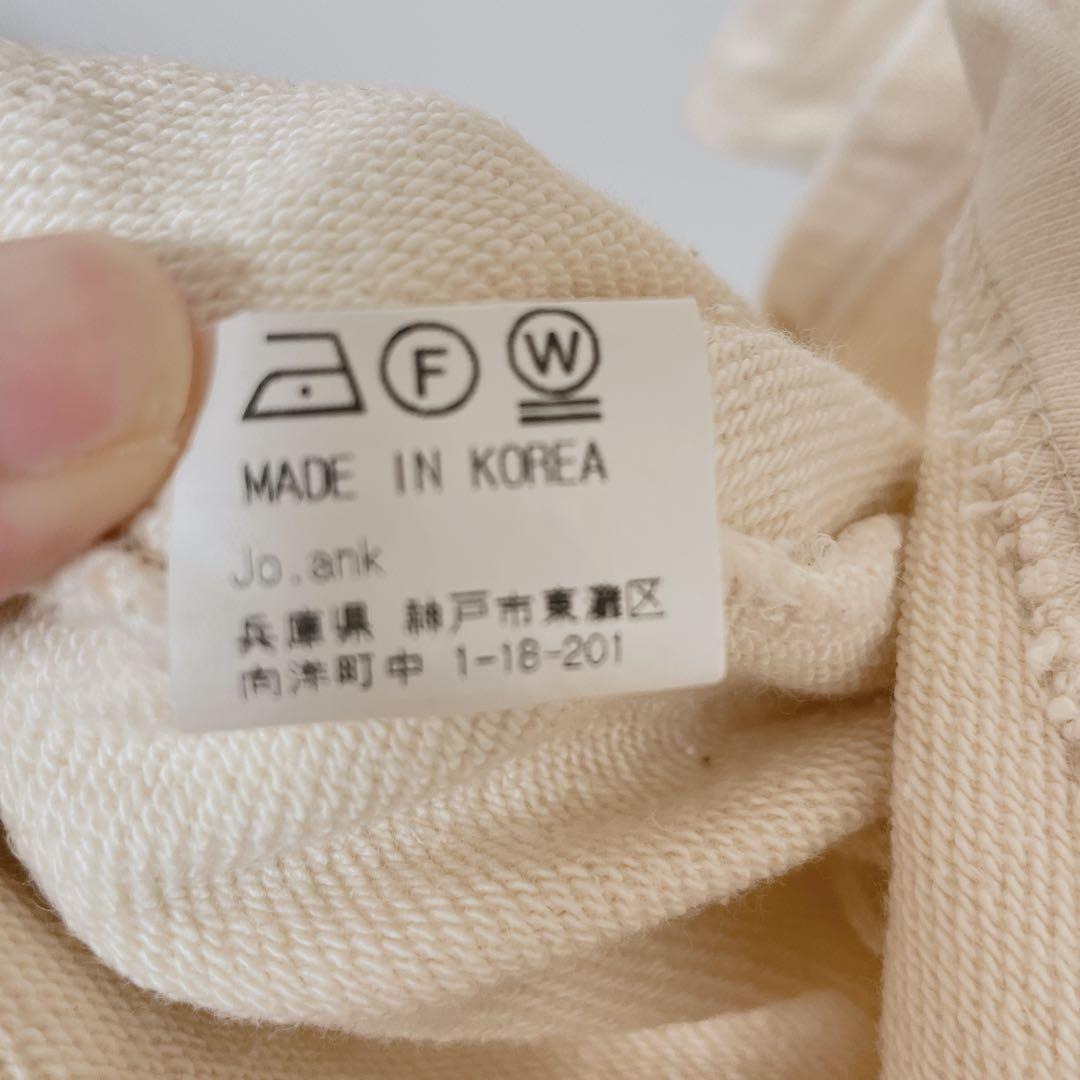 F W
MADE IN KOREA
Jo.ank
兵庫県 神戸市東灘区
向洋町中 1-18-201